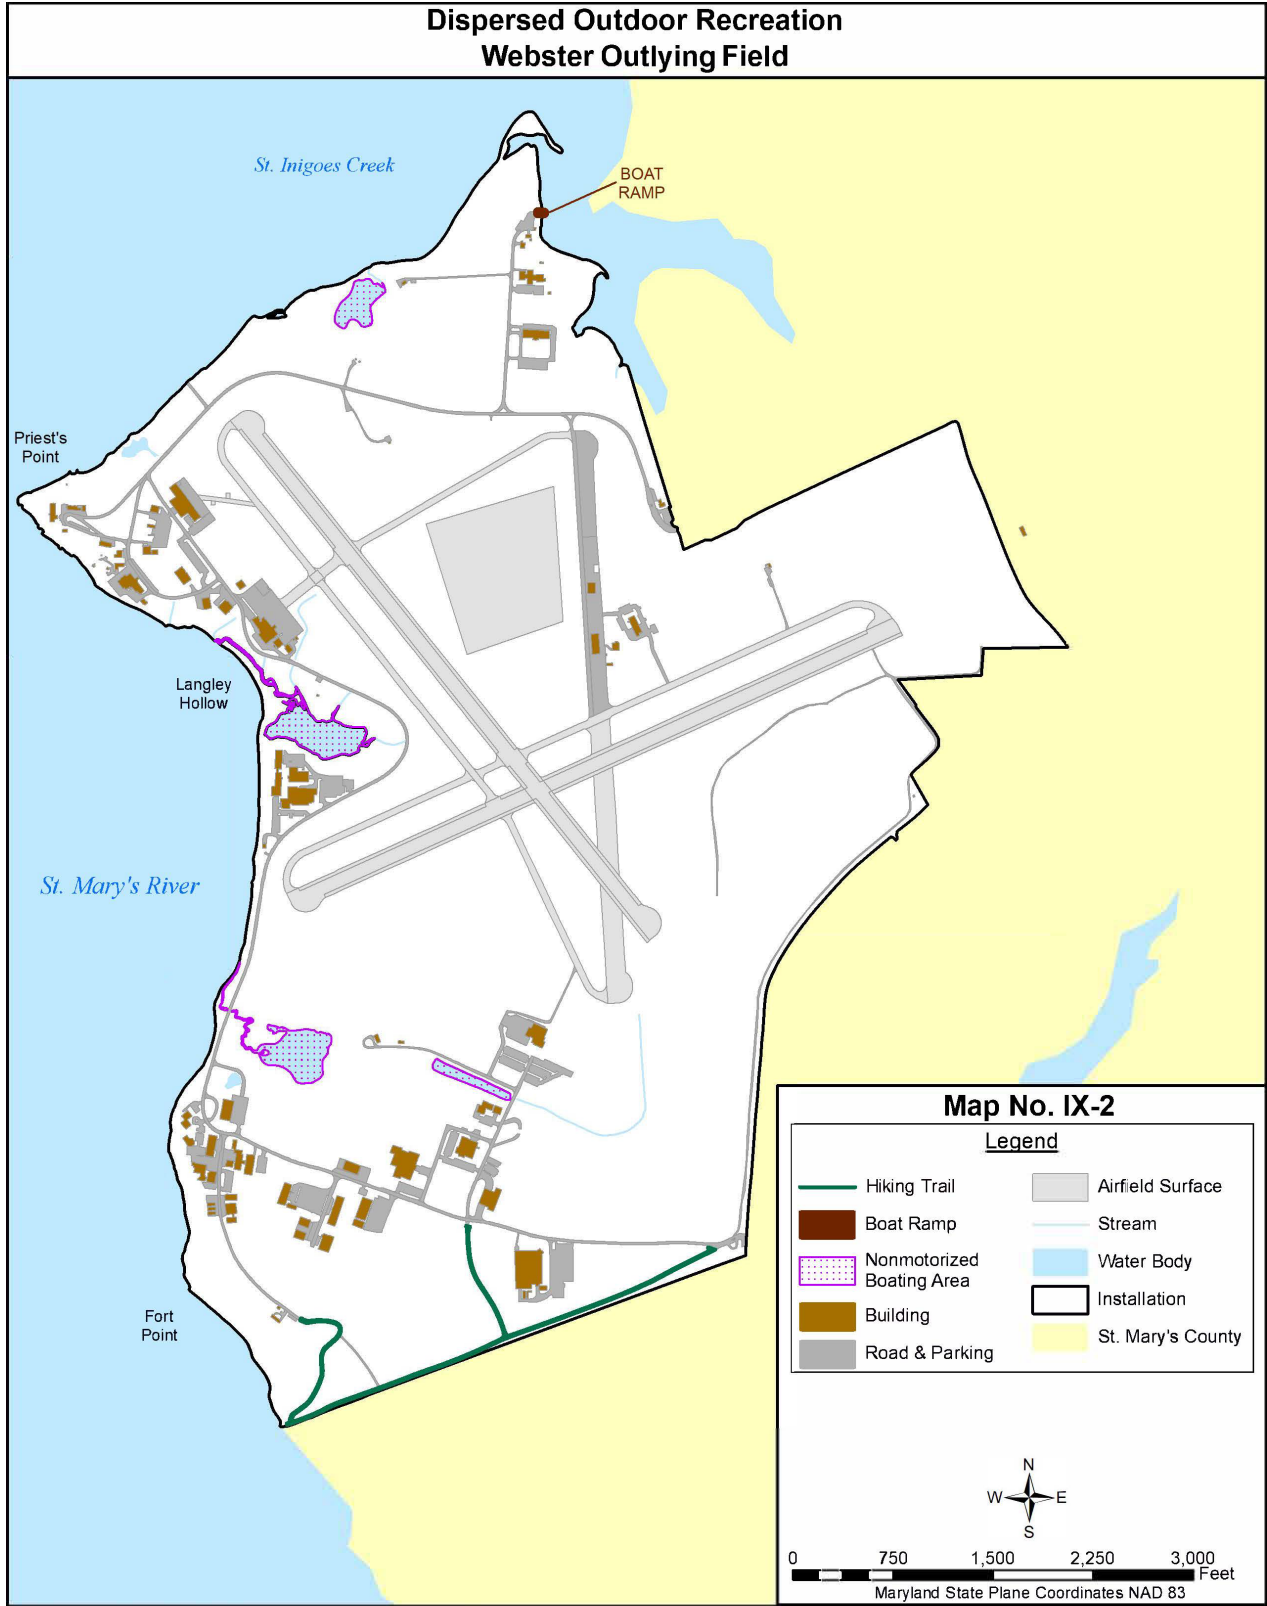 Dispersed Outdoor Recreation
Webster Outlying Field
St. Inigoes Creek
BOAT
RAMP
Priest's
Point
Langley
Hollow
St. Mary's River
Fort
Point
Map No. IX-2
Legend
Hiking Trail
Boat Ramp
Nonmotorized
Boating Area
Building
Road & Parking
Airfield Surface
Stream
Water Body
Installation
St. Mary's County
N
W E
S
0 750 1,500 2,250 3,000
Feet
Maryland State Plane Coordinates NAD 83